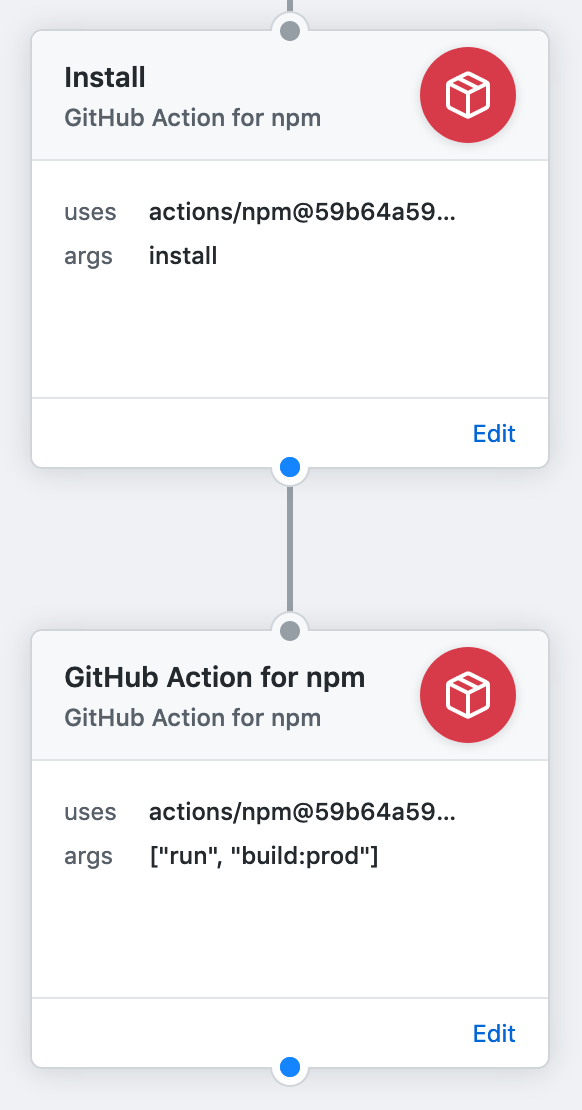 Install
GitHub Action for npm
uses actions/npm@59b64a59...
args install
Edit
GitHub Action for npm
GitHub Action for npm
uses actions/npm@59b64a59...
args ["run", "build:prod"]
Edit